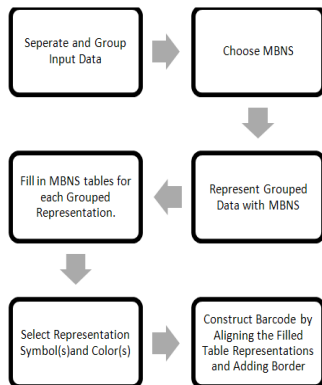 Seperate and Group
Input Data
Choose MBNS
Represent Grouped
Data with MBNS
Fill in MBNS tables for
each Grouped
Representation.
Select Representation
Symbol(s)and Color(s)
Construct Barcode by
Aligning the Filled
Table Representations
and Adding Border